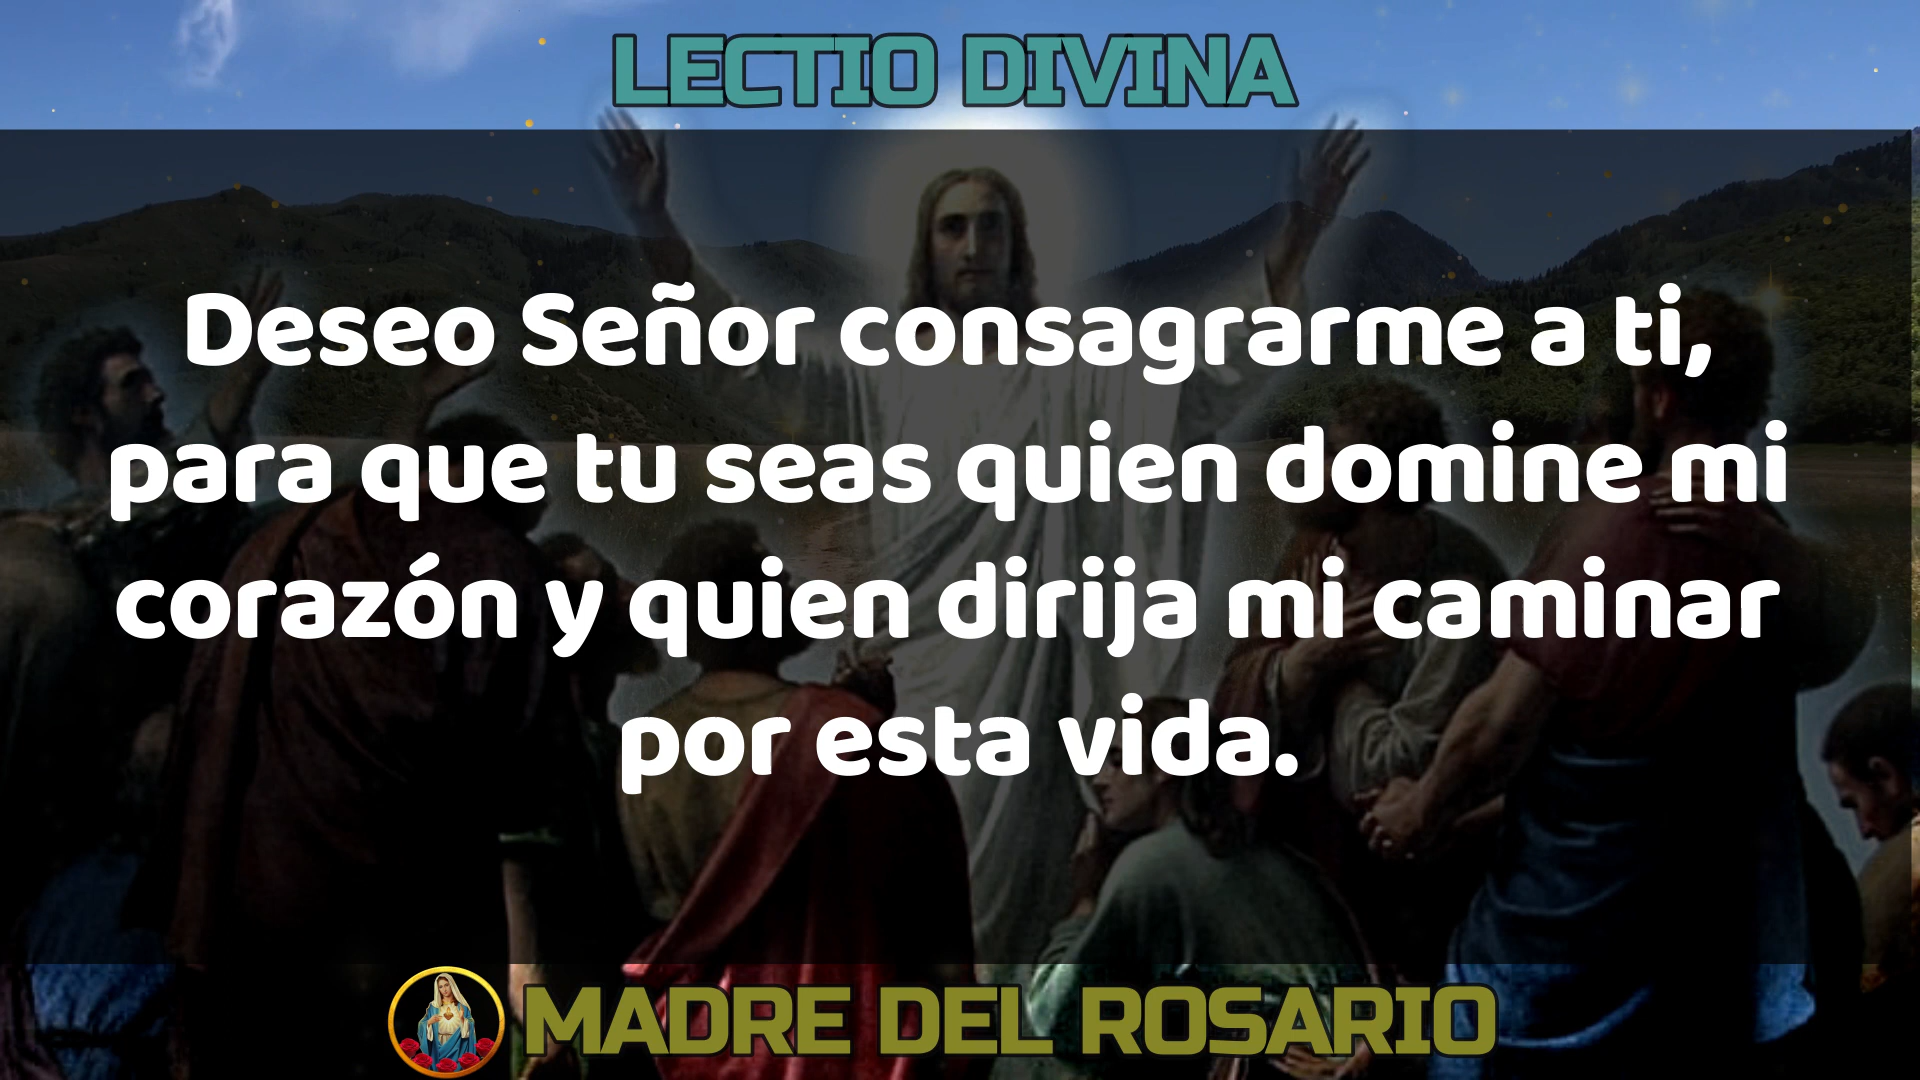 LECTIO DIVINA
Deseo Señor consagrarme a ti,
para que tu seas quien domine mi
corazón y quien dirija mi caminar
por esta vida.
MADRE DEL ROSARIO